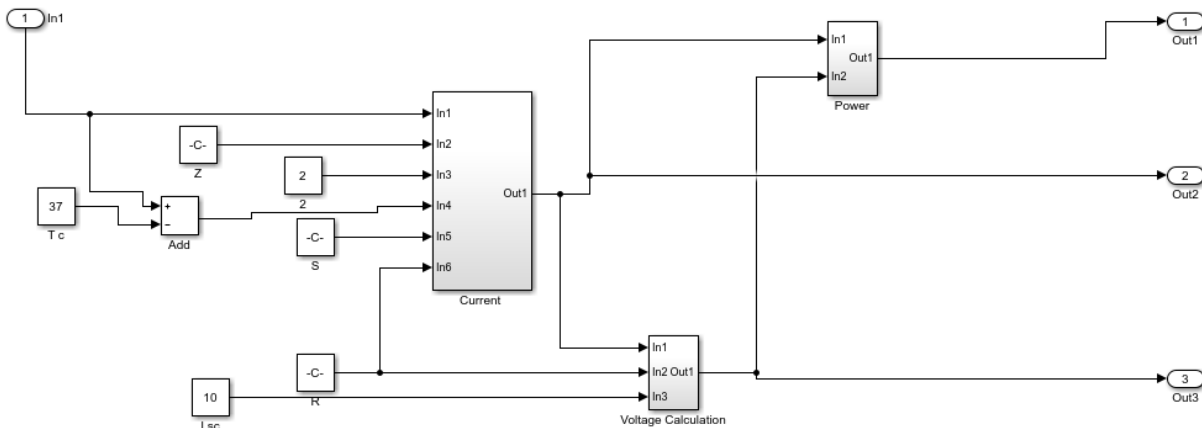 1
In1
In1
In2
Out1
Power
1
Out1
-C-
Z
2
2
37
T c
+
−
Add
-C-
S
In1
In2
In3
In4
In5
In6
Out1
Current
2
Out2
-C-
R
10
In1
In2
In3
Out1
Voltage Calculation
3
Out3